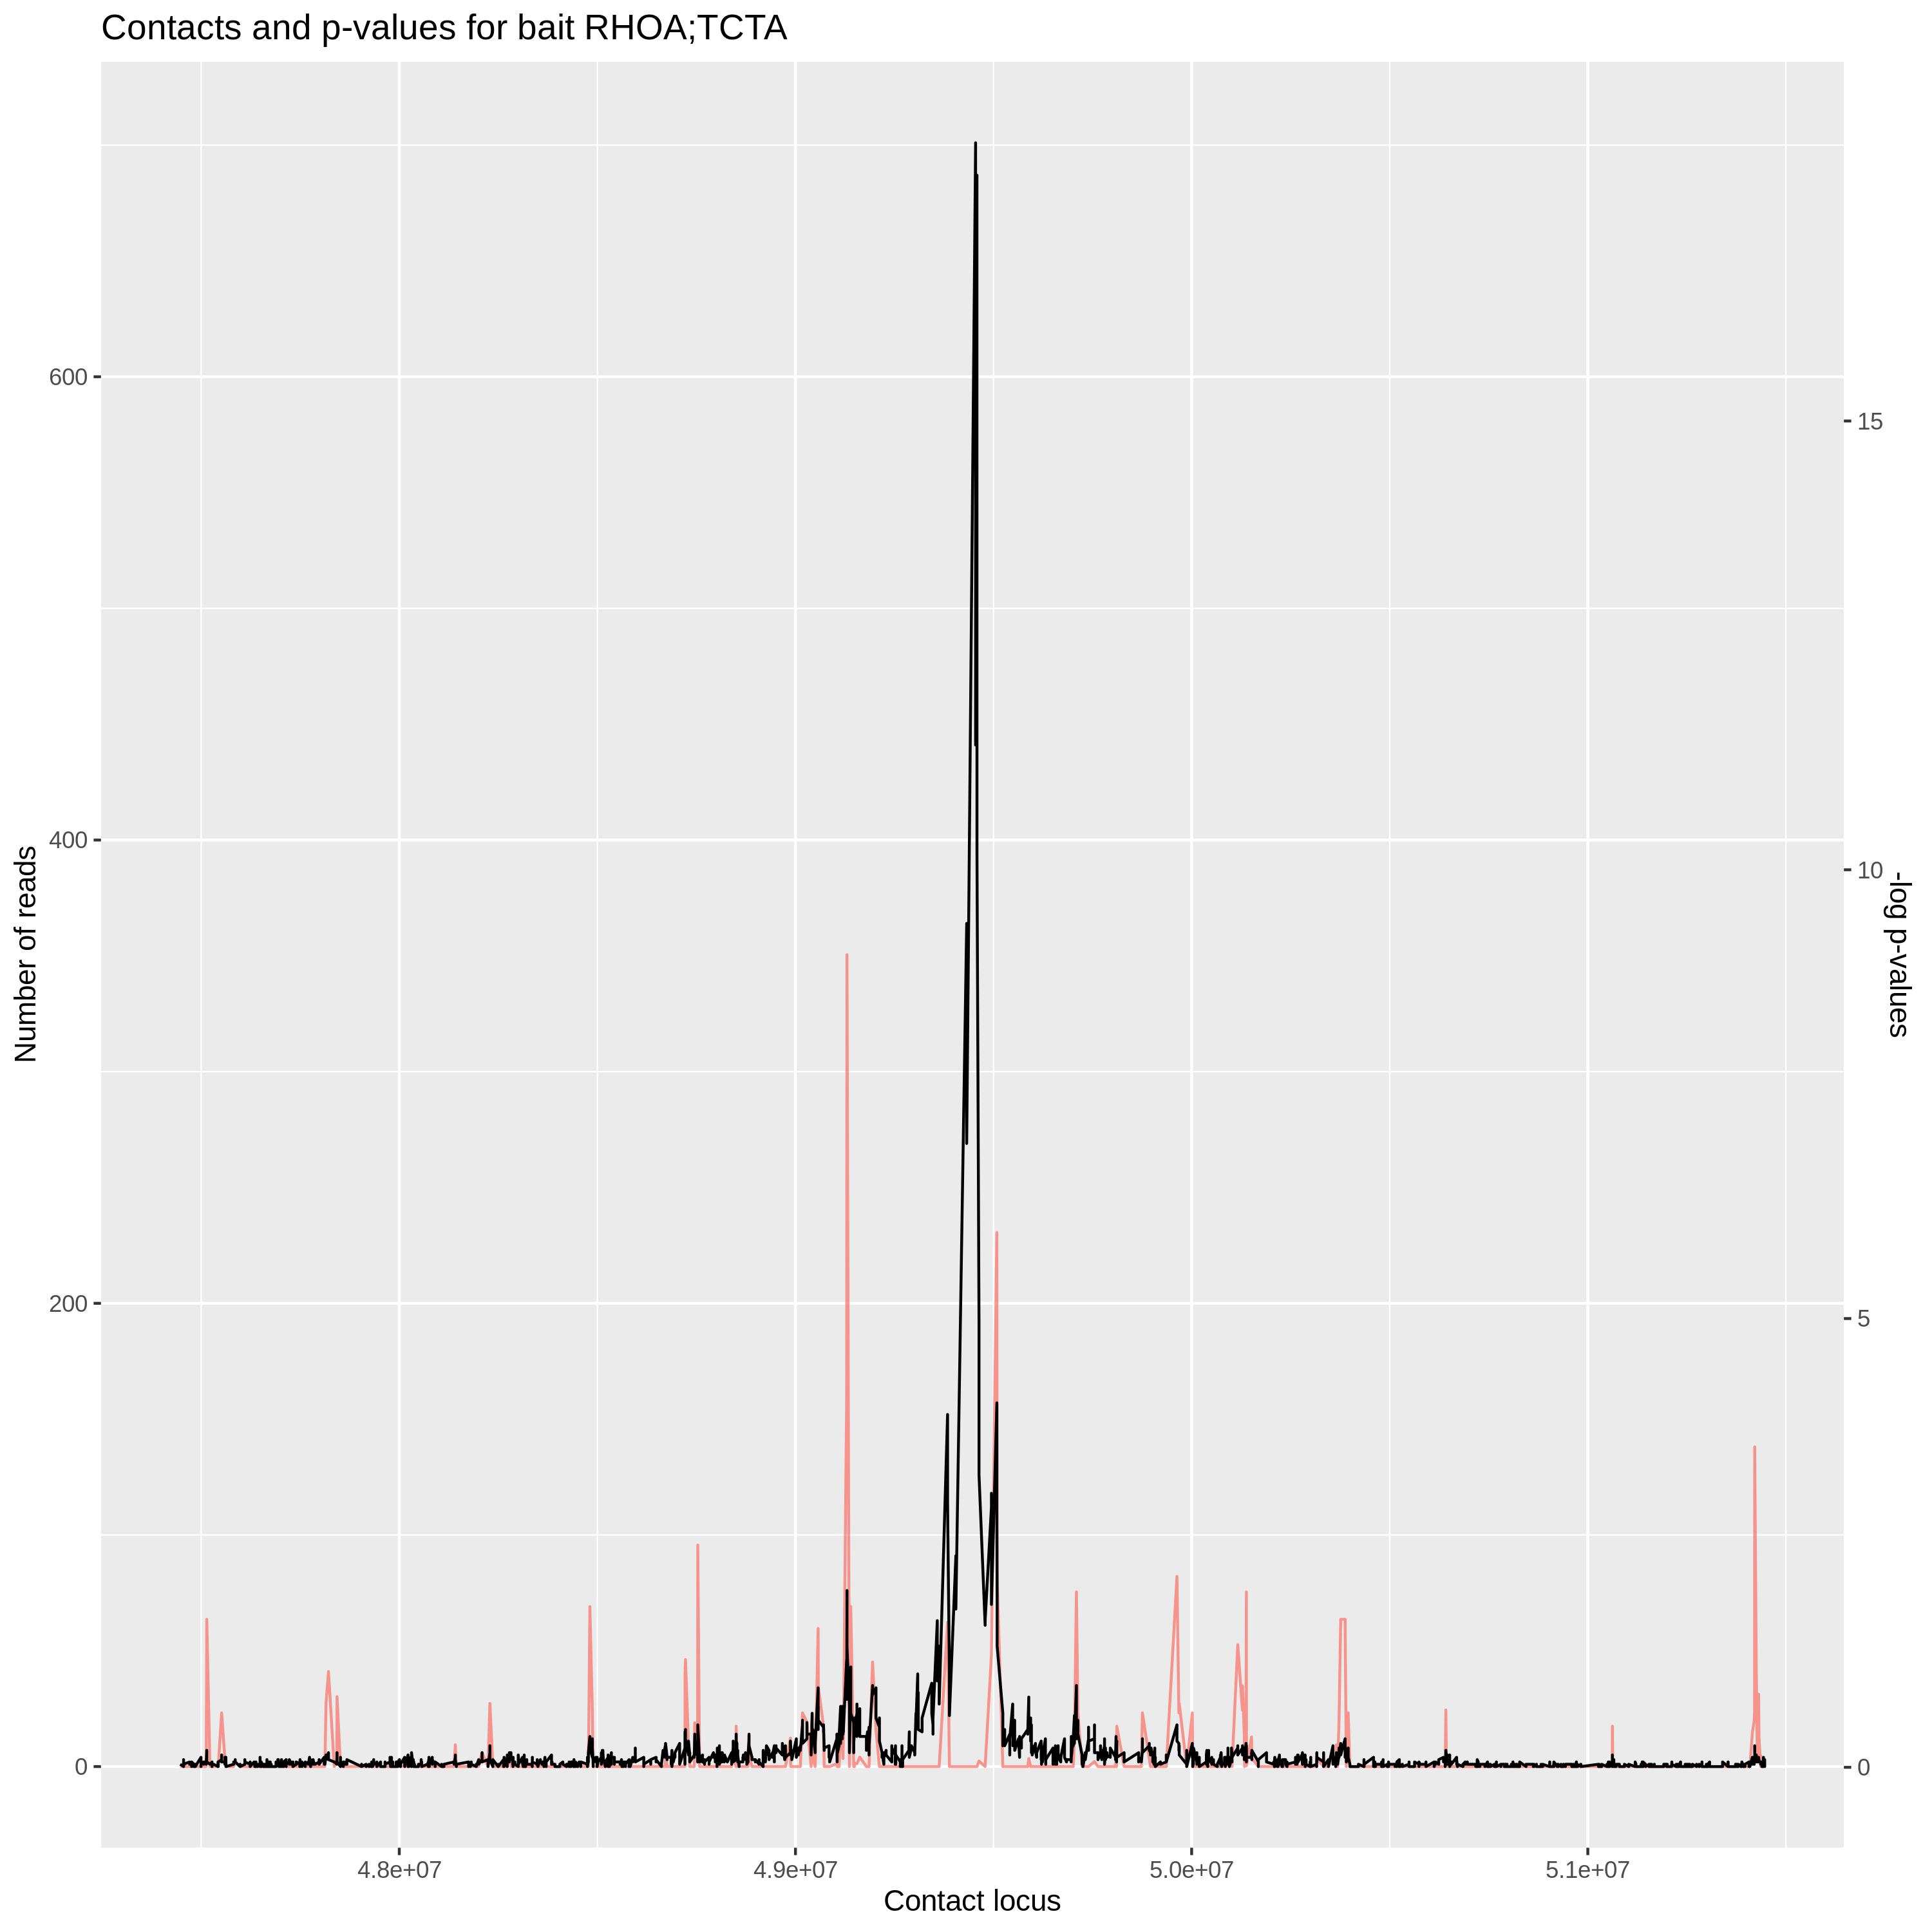 Contacts and p-values for bait RHOA;TCTA
Number of reads
600
400
200
0
15
10
5
0
-log p-values
4.8e+07
4.9e+07
5.0e+07
5.1e+07
Contact locus